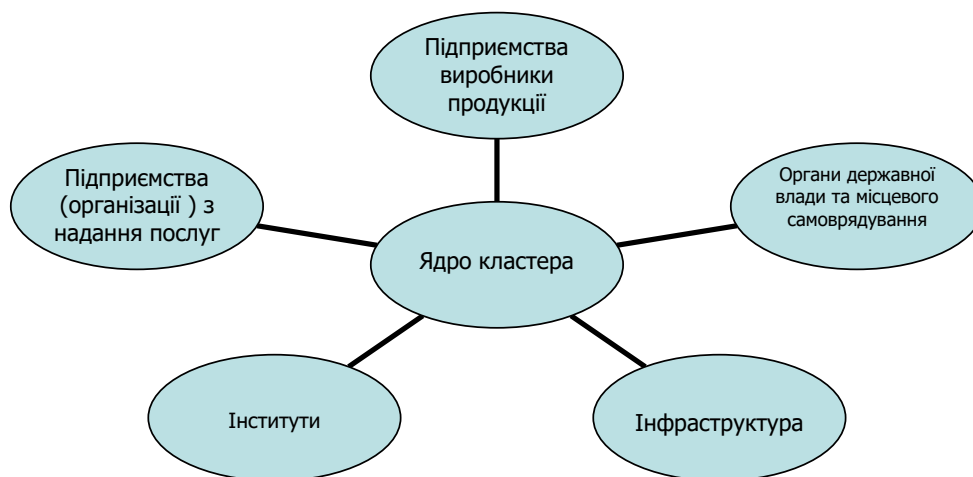 Підприємства
виробники
продукції
Підприємства
(організації ) з
надання послуг
Органи державної
влади та місцевого
самоврядування
Ядро кластера
Інститути
Інфраструктура